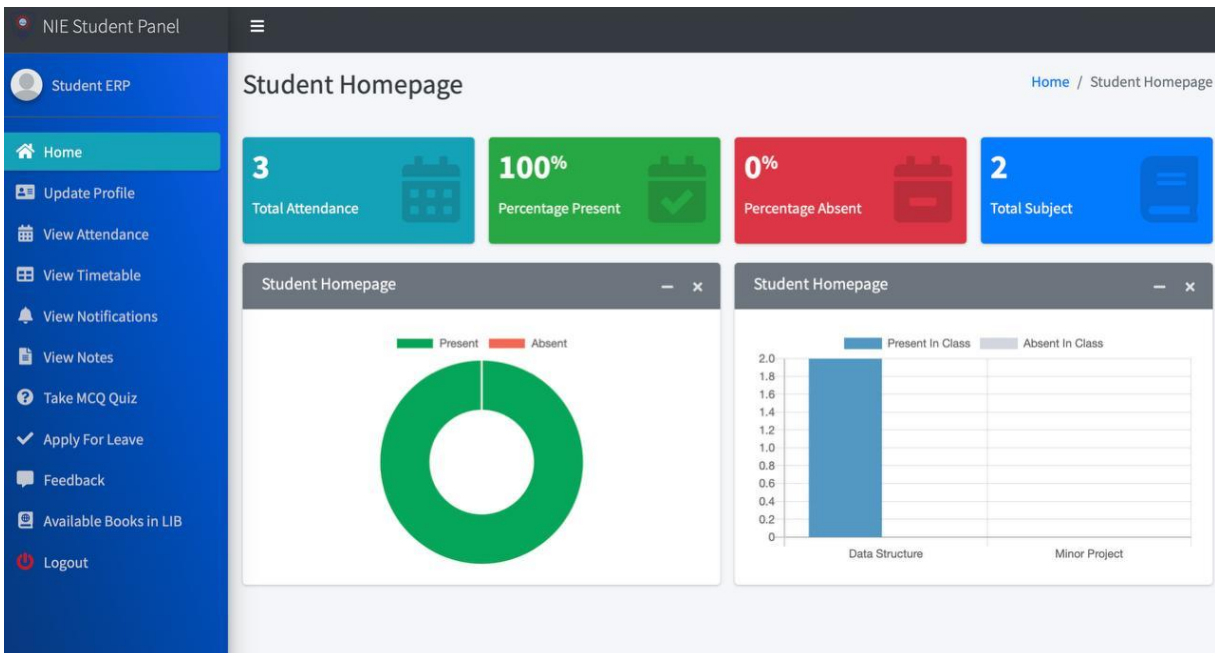 NIE Student Panel
Student ERP
Home
Update Profile
View Attendance
View Timetable
View Notifications
View Notes
Take MCQ Quiz
Apply For Leave
Feedback
Available Books in LIB
Logout
Student Homepage
Home / Student Homepage
3
Total Attendance
100%
Percentage Present
0%
Percentage Absent
2
Total Subject
Student Homepage
Present Absent
Student Homepage
Present In Class Absent In Class
2.0
1.8
1.6
1.4
1.2
1.0
0.8
0.6
0.4
0.2
0
Data Structure Minor Project